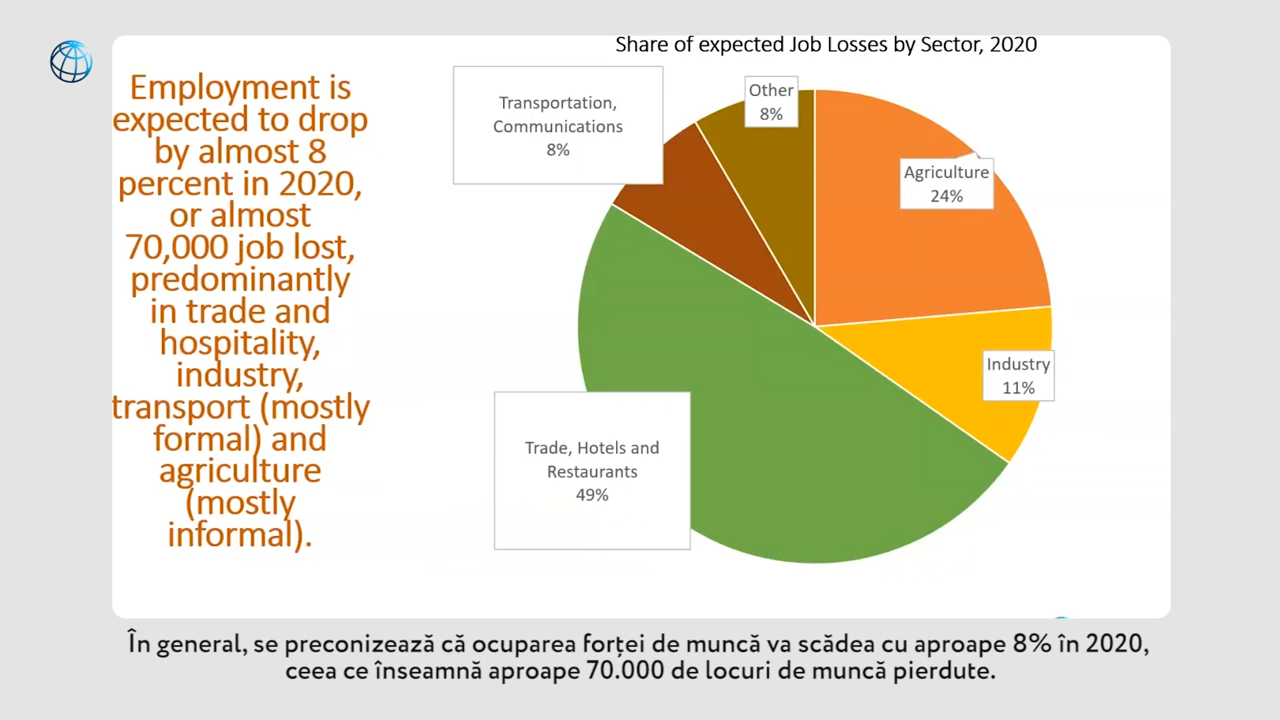 Share of expected Job Losses by Sector, 2020
Employment is
expected to drop
by almost 8
percent in 2020,
or almost
70,000 job lost,
predominantly
in trade and
hospitality,
industry,
transport (mostly
formal) and
agriculture
(mostly
informal).
Transportation,
Communications
8%
Other
8%
Agriculture
24%
Industry
11%
Trade, Hotels and
Restaurants
49%
În general, se preconizează că ocuparea forței de muncă va scădea cu aproape 8% în 2020,
ceea ce înseamnă aproape 70.000 de locuri de muncă pierdute.